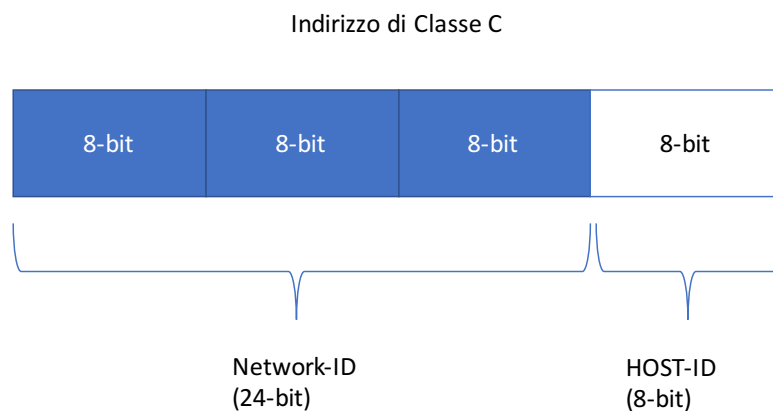 Indirizzo di Classe C
8-bit 8-bit 8-bit 8-bit
Network-ID HOST-ID
(24-bit) (8-bit)